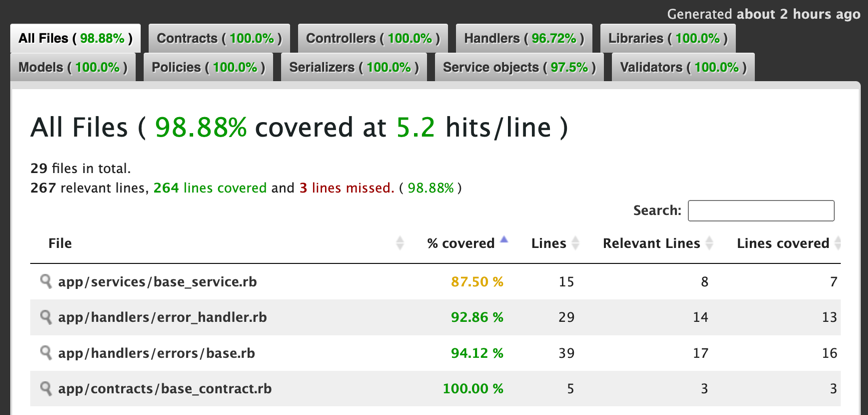 Generated about 2 hours ago
All Files ( 98.88% ) Contracts ( 100.0% ) Controllers ( 100.0% ) Handlers ( 96.72% ) Libraries ( 100.0% )
Models ( 100.0% ) Policies ( 100.0% ) Serializers ( 100.0% ) Service objects ( 97.5% ) Validators ( 100.0% )
All Files ( 98.88% covered at 5.2 hits/line )
29 files in total.
267 relevant lines, 264 lines covered and 3 lines missed. ( 98.88% )
Search:
File % covered Lines Relevant Lines Lines covered
app/services/base_service.rb 87.50 % 15 8 7
app/handlers/error_handler.rb 92.86 % 29 14 13
app/handlers/errors/base.rb 94.12 % 39 17 16
app/contracts/base_contract.rb 100.00 % 5 3 3